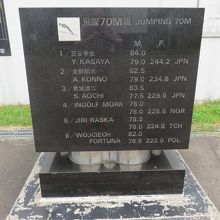 飛躍70M級 JUMPING 70M
M. P.
1/ 笠谷幸生 84.0
Y. KASAYA 79.0 244.2 JPN
2/ 金野昭次 82.5
A. KONNO 79.0 234.8 JPN
3/ 青地清二 83.5
S. AOCHI 77.5 229.5 JPN
4/ INGOLF MORK 78.0
78.0 225.5 NOR
5/ JIRI RASKA 78.5
78.0 224.8 TCH
6/ WOJCIECH 82.0
FORTUNA 76.5 222.0 POL